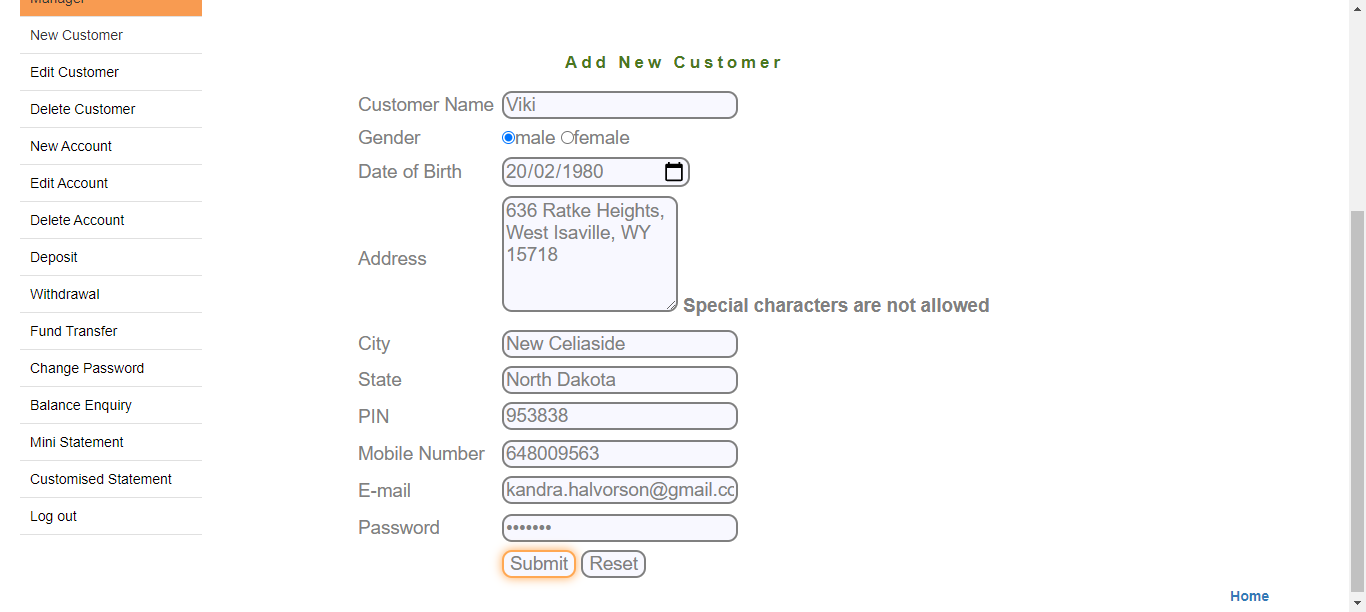 Manager
New Customer
Edit Customer
Delete Customer
New Account
Edit Account
Delete Account
Deposit
Withdrawal
Fund Transfer
Change Password
Balance Enquiry
Mini Statement
Customised Statement
Log out
Add New Customer
Customer Name Viki
Gender male female
Date of Birth 20/02/1980
Address 636 Ratke Heights,
West Isaville, WY
15718
Special characters are not allowed
City New Celiaside
State North Dakota
PIN 953838
Mobile Number 648009563
E-mail kandra.halvorson@gmail.co
Password •••••••
Submit Reset
Home